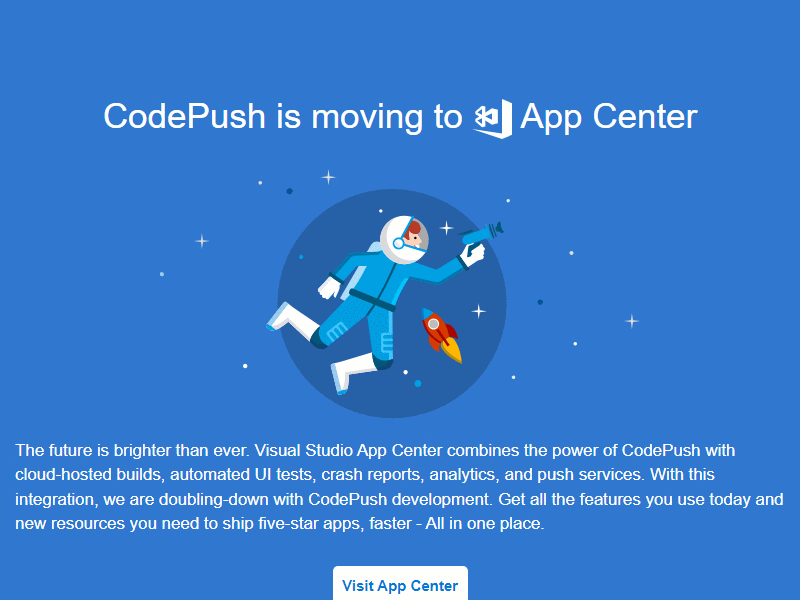 CodePush is moving to App Center
The future is brighter than ever. Visual Studio App Center combines the power of CodePush with
cloud-hosted builds, automated UI tests, crash reports, analytics, and push services. With this
integration, we are doubling-down with CodePush development. Get all the features you use today and
new resources you need to ship five-star apps, faster - All in one place.
Visit App Center